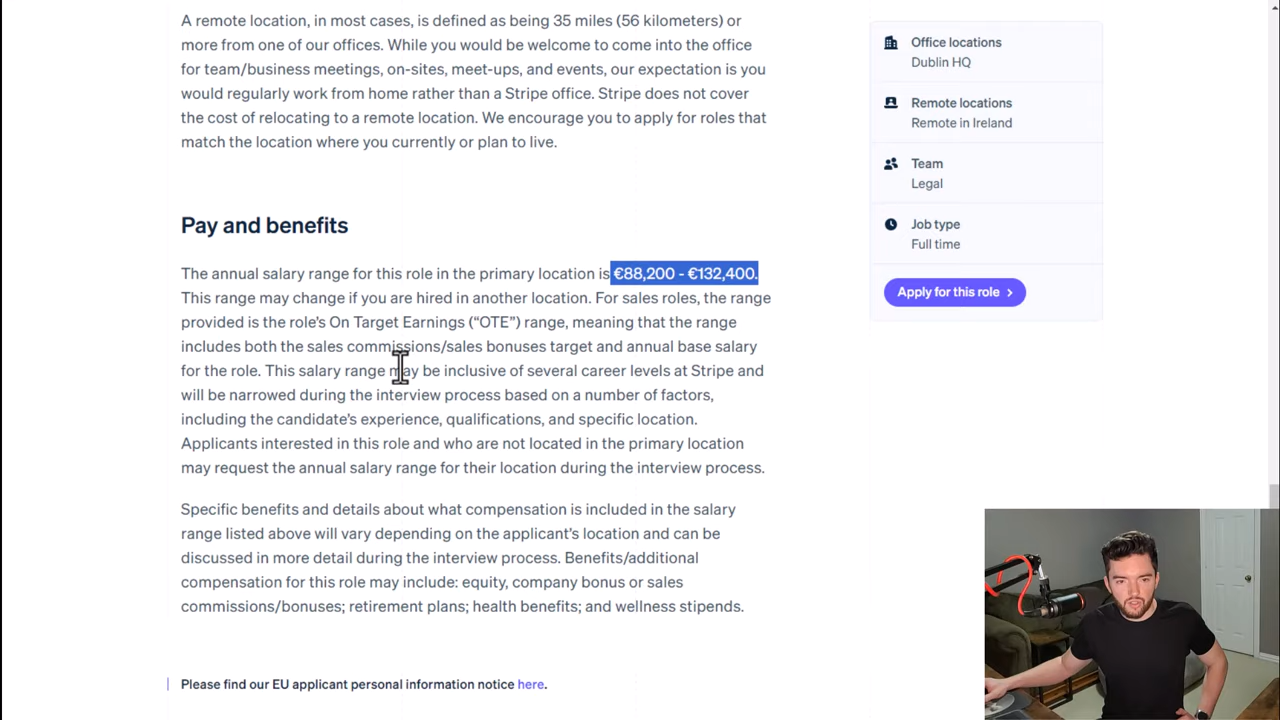 A remote location, in most cases, is defined as being 35 miles (56 kilometers) or
more from one of our offices. While you would be welcome to come into the office
for team/business meetings, on-sites, meet-ups, and events, our expectation is you
would regularly work from home rather than a Stripe office. Stripe does not cover
the cost of relocating to a remote location. We encourage you to apply for roles that
match the location where you currently or plan to live.
Pay and benefits
The annual salary range for this role in the primary location is €88,200 - €132,400.
This range may change if you are hired in another location. For sales roles, the range
provided is the role's On Target Earnings (“OTE”) range, meaning that the range
includes both the sales commissions/sales bonuses target and annual base salary
for the role. This salary range may be inclusive of several career levels at Stripe and
will be narrowed during the interview process based on a number of factors,
including the candidate's experience, qualifications, and specific location.
Applicants interested in this role and who are not located in the primary location
may request the annual salary range for their location during the interview process.
Specific benefits and details about what compensation is included in the salary
range listed above will vary depending on the applicant's location and can be
discussed in more detail during the interview process. Benefits/additional
compensation for this role may include: equity, company bonus or sales
commissions/bonuses; retirement plans; health benefits; and wellness stipends.
Please find our EU applicant personal information notice here.
Office locations
Dublin HQ
Remote locations
Remote in Ireland
Team
Legal
Job type
Full time
Apply for this role